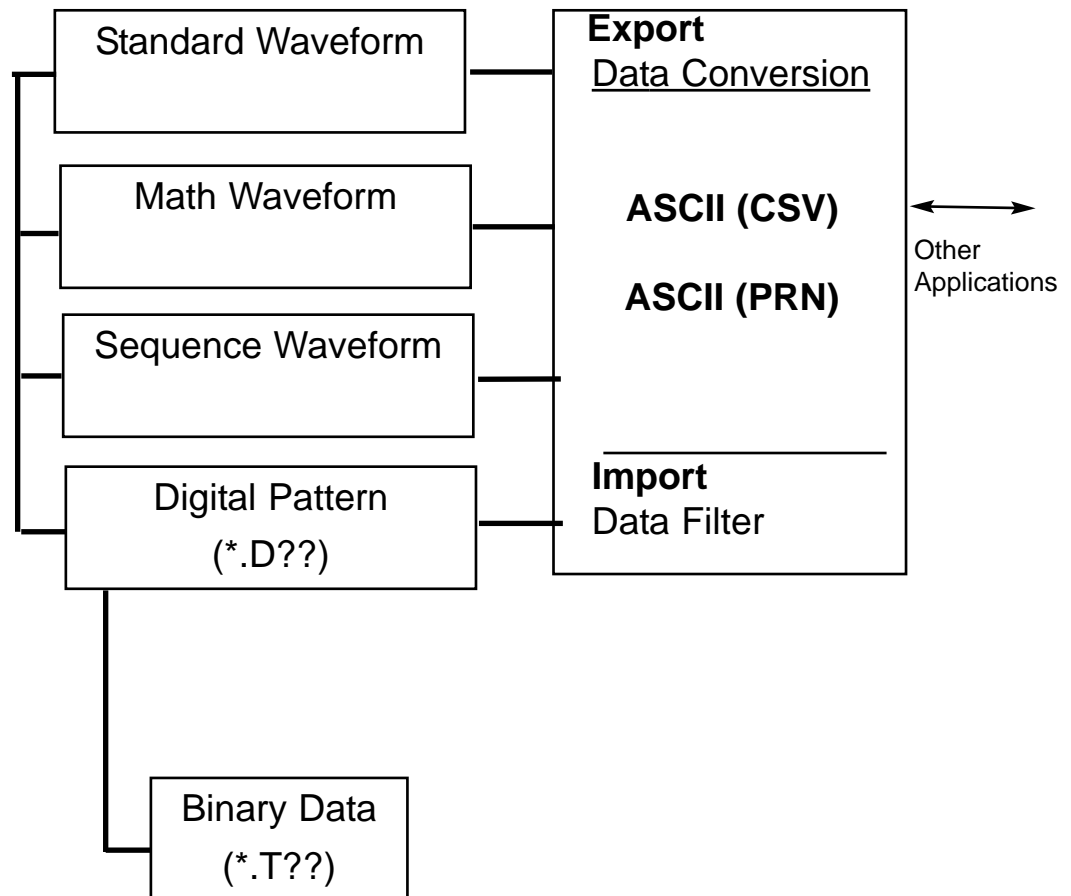 Standard Waveform
Math Waveform
Sequence Waveform
Digital Pattern
(*.D??)
Binary Data
(*.T??)
Export
Data Conversion
ASCII (CSV)
ASCII (PRN)
Import
Data Filter
Other
Applications